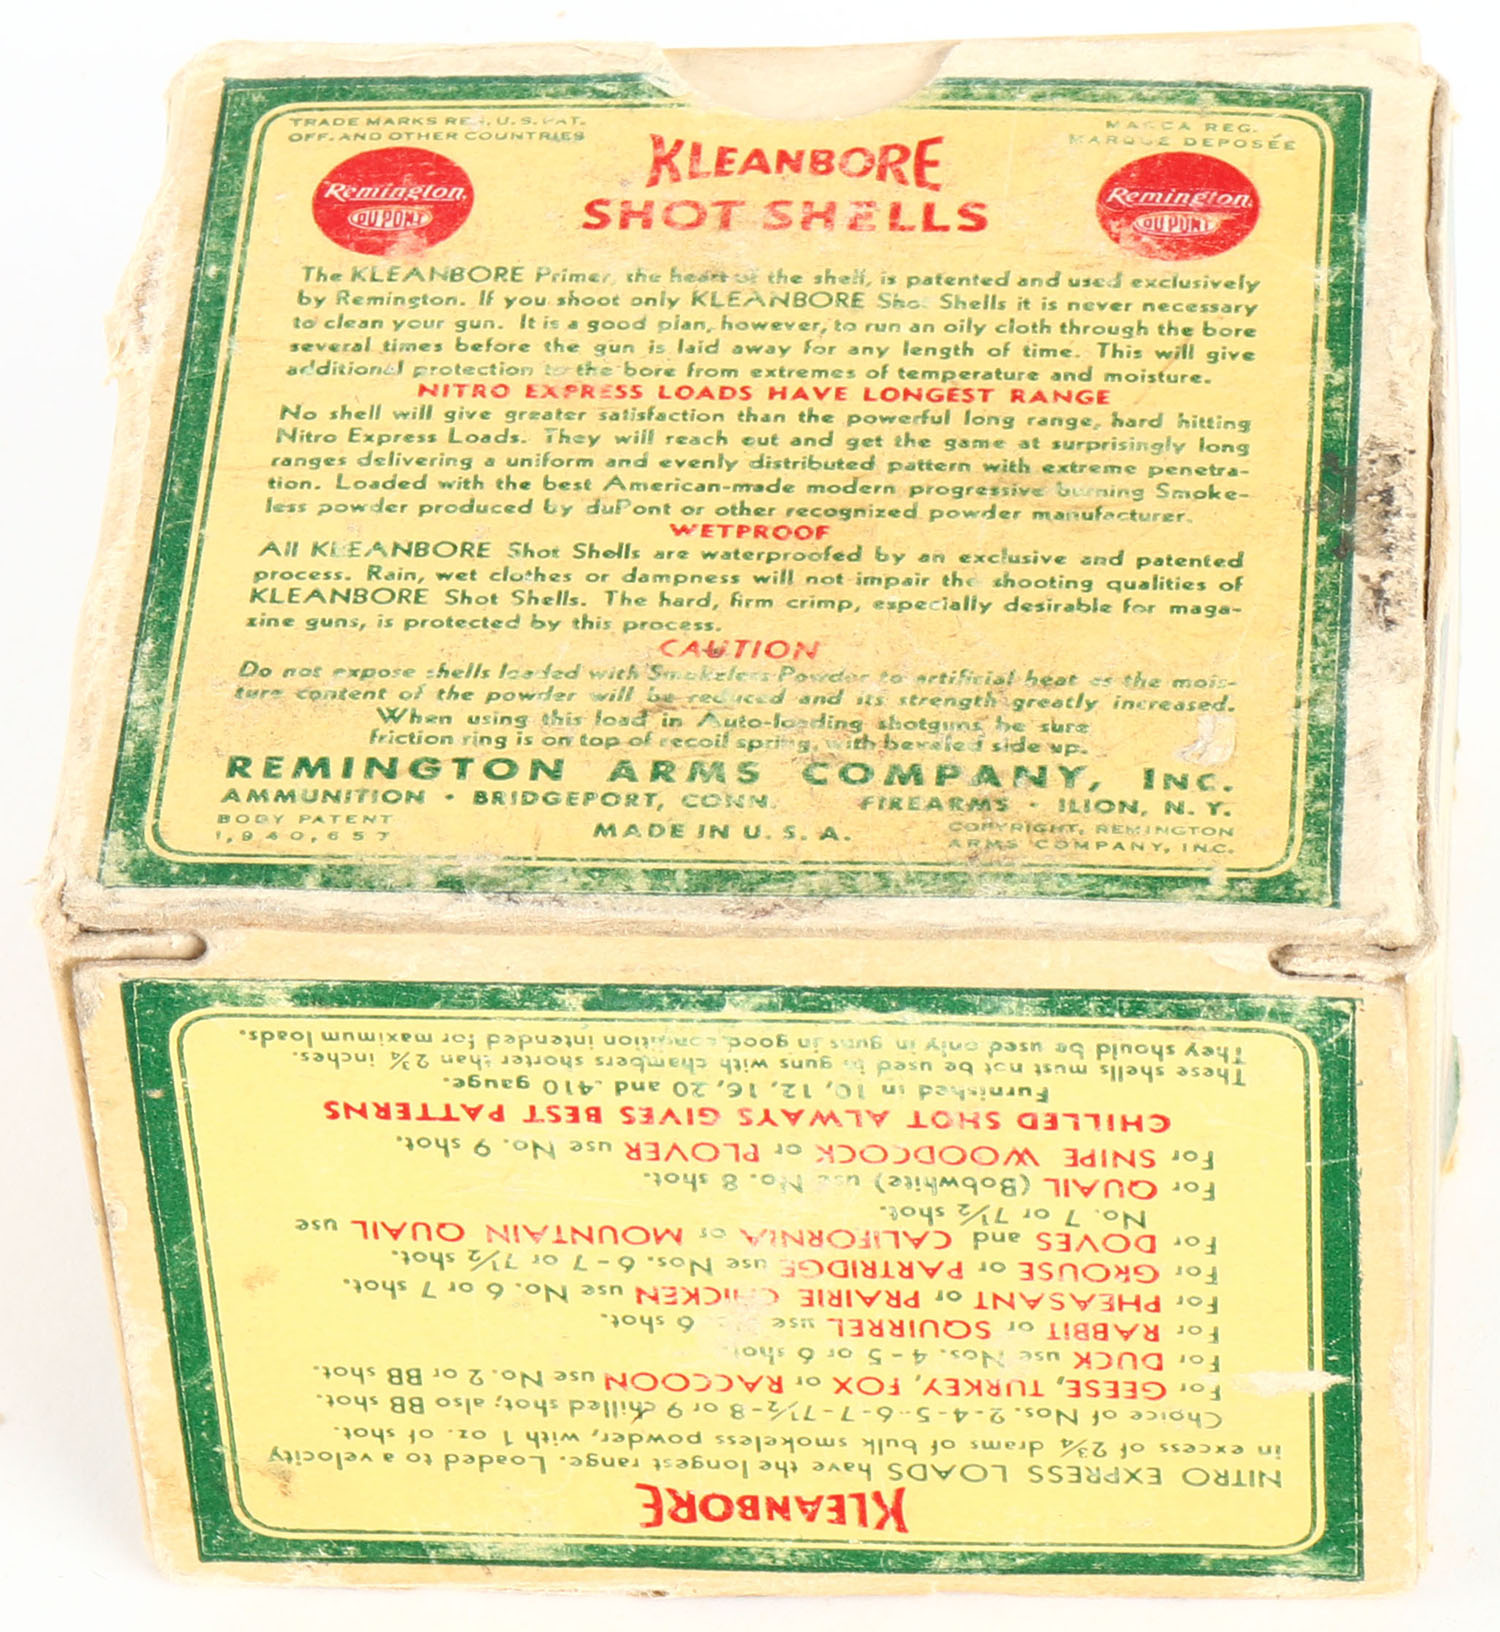 TRADE MARKS REG. U.S. PAT.
OFF. AND OTHER COUNTRIES
MARCA REG.
MARQUE DEPOSÉE
Remington
DU PONT
KLEANBORE
SHOT SHELLS
Remington
DU PONT
The KLEANBORE Primer, the heart of the shell, is patented and used exclusively
by Remington. If you shoot only KLEANBORE Shot Shells it is never necessary
to clean your gun. It is a good plan, however, to run an oily cloth through the bore
several times before the gun is laid away for any length of time. This will give
additional protection to the bore from extremes of temperature and moisture.
NITRO EXPRESS LOADS HAVE LONGEST RANGE
No shell will give greater satisfaction than the powerful long range, hard hitting
Nitro Express Loads. They will reach out and get the game at surprisingly long
ranges delivering a uniform and evenly distributed pattern with extreme penetra-
tion. Loaded with the best American-made modern progressive burning Smoke-
less powder produced by duPont or other recognized powder manufacturer.
WETPROOF
All KLEANBORE Shot Shells are waterproofed by an exclusive and patented
process. Rain, wet clothes or dampness will not impair the shooting qualities of
KLEANBORE Shot Shells. The hard, firm crimp, especially desirable for maga-
zine guns, is protected by this process.
CAUTION
Do not expose shells loaded with Smokeless Powder to artificial heat as the mois-
ture content of the powder will be reduced and its strength greatly increased.
When using this load in Auto-loading shotguns be sure
friction ring is on top of recoil spring, with beveled side up.
REMINGTON ARMS COMPANY, INC.
AMMUNITION • BRIDGEPORT, CONN. FIREARMS • ILION, N. Y.
BODY PATENT
1,940,657
MADE IN U. S. A.
COPYRIGHT, REMINGTON
ARMS COMPANY, INC.
KLEANBORE
NITRO EXPRESS LOADS have the longest range. Loaded to a velocity
in excess of 2¾ drams of bulk smokeless powder, with 1 oz. of shot.
Choice of Nos. 2-4-5-6-7-7½-8 or 9 chilled shot; also BB shot.
For GEESE, TURKEY, FOX or RACCOON use No. 2 or BB shot.
For DUCK use Nos. 4-5 or 6 shot.
For RABBIT or SQUIRREL use No. 6 shot.
For PHEASANT or PRAIRIE CHICKEN use No. 6 or 7 shot.
For GROUSE or PARTRIDGE use Nos. 6-7 or 7½ shot.
For DOVES and CALIFORNIA or MOUNTAIN QUAIL use
No. 7 or 7½ shot.
For QUAIL (Bobwhite) use No. 8 shot.
For SNIPE WOODCOCK or PLOVER use No. 9 shot.
CHILLED SHOT ALWAYS GIVES BEST PATTERNS
Furnished in 10, 12, 16, 20 and .410 gauge.
These shells must not be used in guns with chambers shorter than 2¾ inches.
They should be used only in guns in good condition intended for maximum loads.